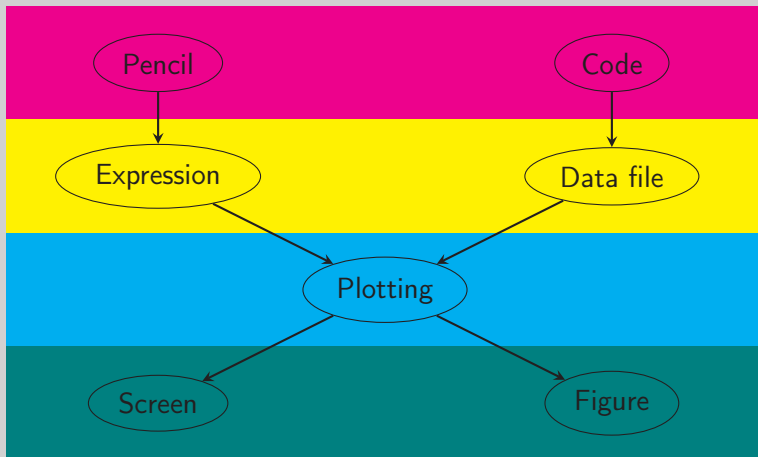 Pencil
Code
Expression
Data file
Plotting
Screen
Figure